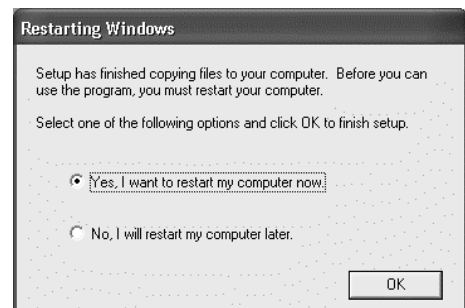 Restarting Windows
Setup has finished copying files to your computer. Before you can
use the program, you must restart your computer.
Select one of the following options and click OK to finish setup.
Yes, I want to restart my computer now.
No, I will restart my computer later.
OK